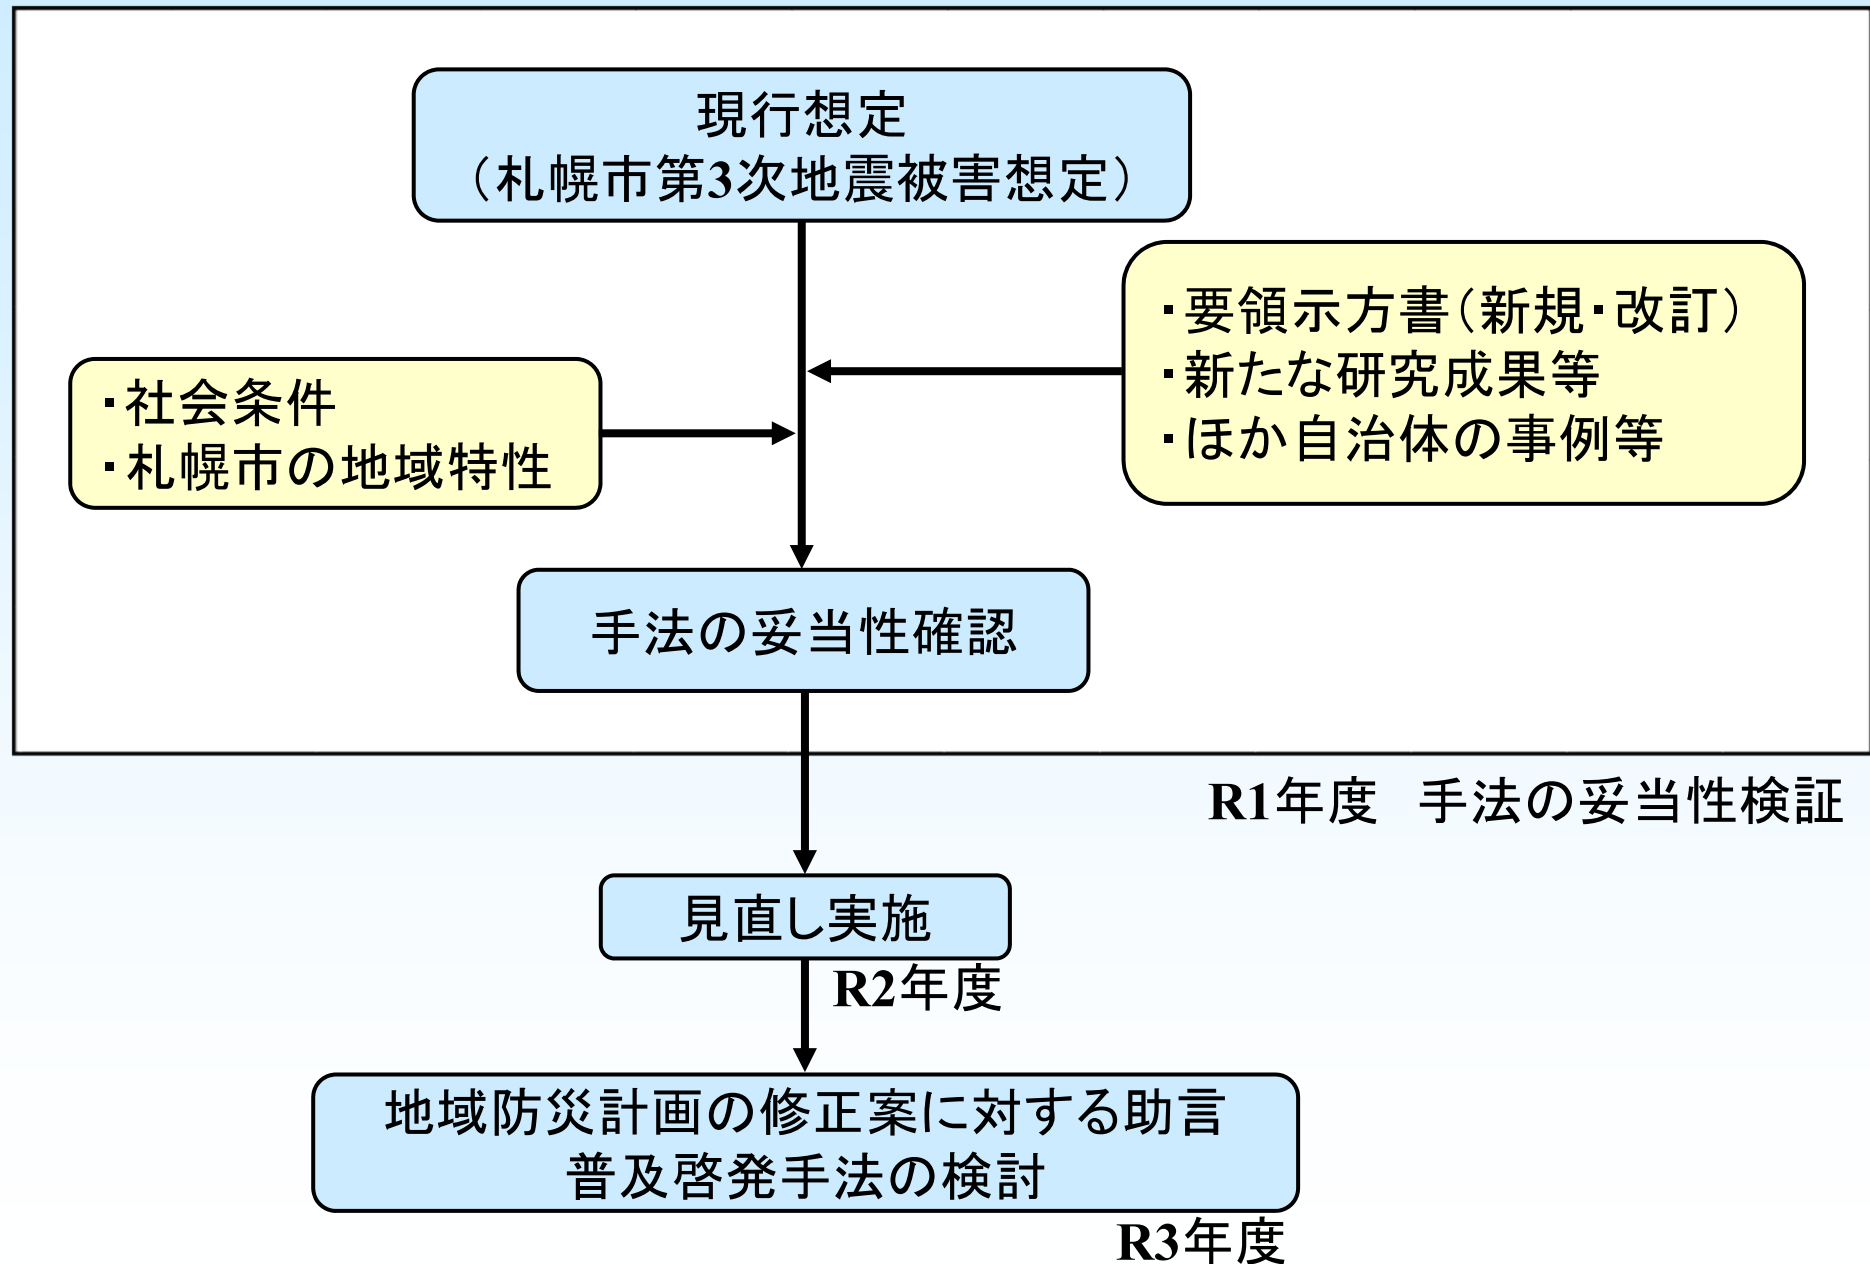 現行想定
（札幌市第3次地震被害想定）
・要領示方書（新規・改訂）
・新たな研究成果等
・ほか自治体の事例等
・社会条件
・札幌市の地域特性
手法の妥当性確認
R1年度　手法の妥当性検証
見直し実施
R2年度
地域防災計画の修正案に対する助言
普及啓発手法の検討
R3年度